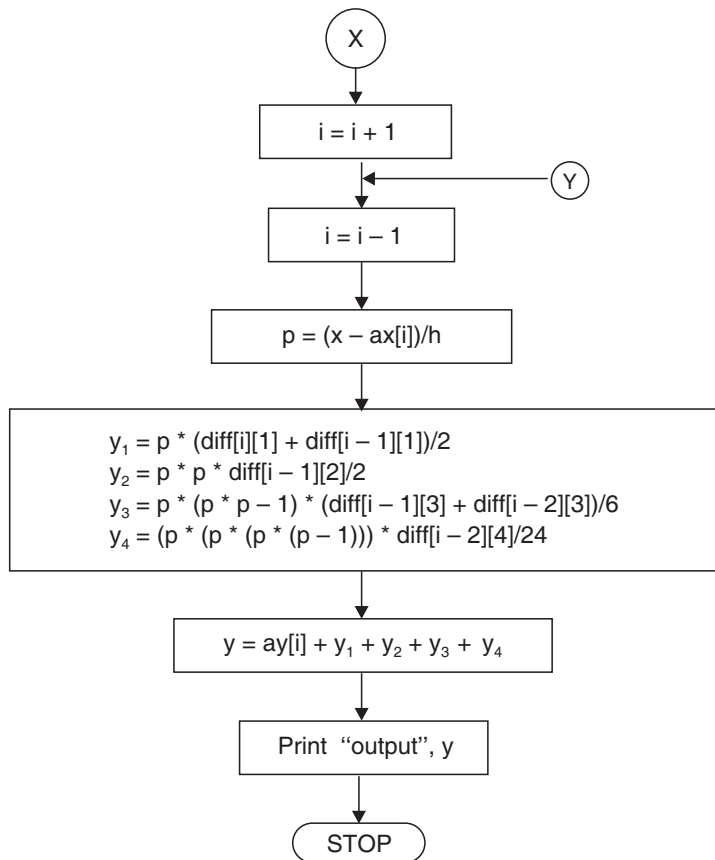 X
i = i + 1
Y
i = i – 1
p = (x – ax[i])/h
y₁ = p * (diff[i][1] + diff[i – 1][1])/2
y₂ = p * p * diff[i – 1][2]/2
y₃ = p * (p * p – 1) * (diff[i – 1][3] + diff[i – 2][3])/6
y₄ = (p * (p * (p * (p – 1))) * diff[i – 2][4]/24
y = ay[i] + y₁ + y₂ + y₃ + y₄
Print ‘‘output’’, y
STOP